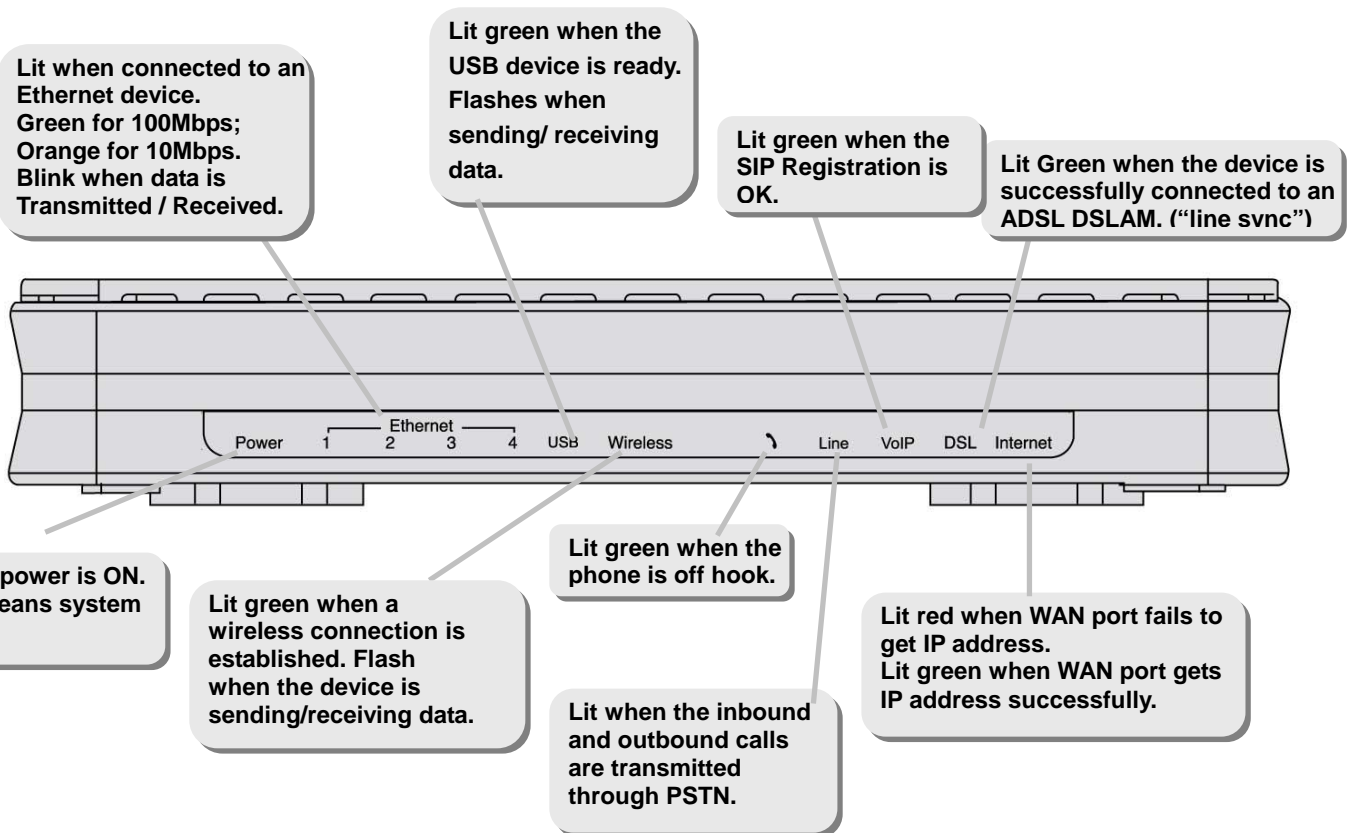 Lit green when the
USB device is ready.
Flashes when
sending/ receiving
data.
Lit when connected to an
Ethernet device.
Green for 100Mbps;
Orange for 10Mbps.
Blink when data is
Transmitted / Received.
Lit green when the
SIP Registration is
OK.
Lit Green when the device is
successfully connected to an
ADSL DSLAM. (“line sync”)
Ethernet
Power 1 2 3 4 USB Wireless Line VoIP DSL Internet
power is ON.
system
Lit green when a
wireless connection is
established. Flash
when the device is
sending/receiving data.
Lit green when the
phone is off hook.
Lit when the inbound
and outbound calls
are transmitted
through PSTN.
Lit red when WAN port fails to
get IP address.
Lit green when WAN port gets
IP address successfully.